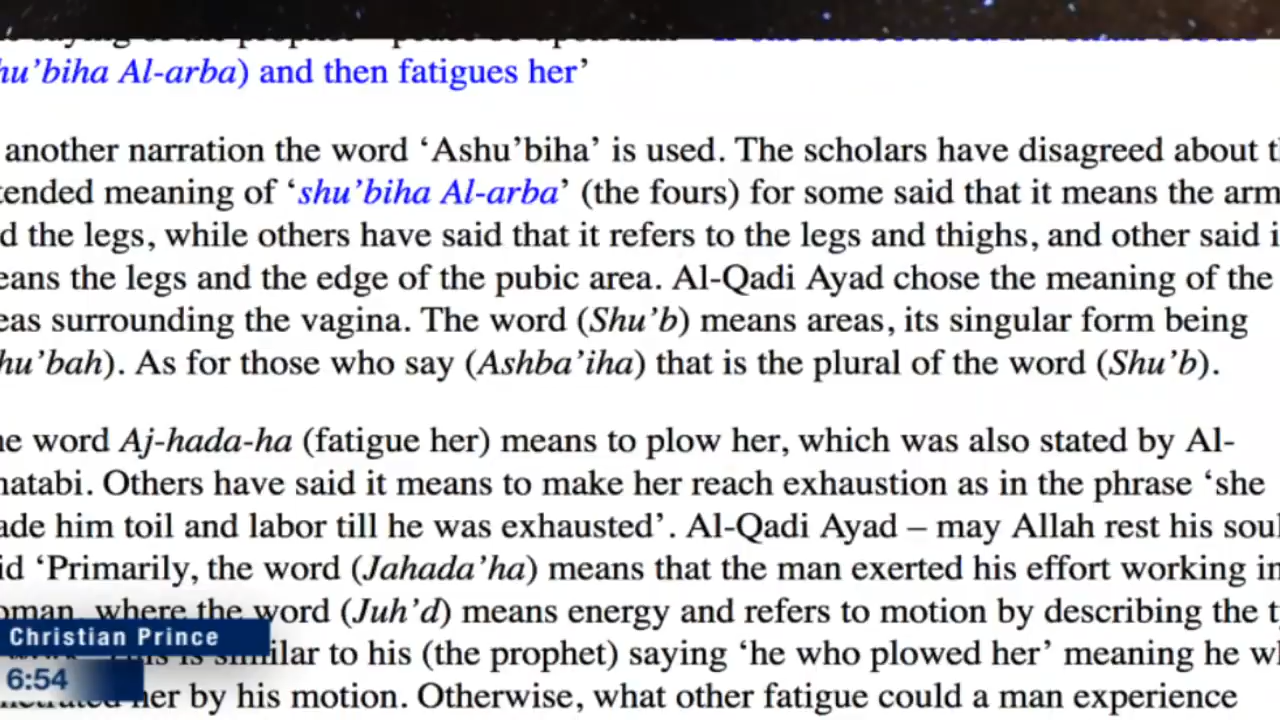 hu’biha Al-arba) and then fatigues her’
another narration the word ‘Ashu’biha’ is used. The scholars have disagreed about t
tended meaning of ‘shu’biha Al-arba’ (the fours) for some said that it means the arm
d the legs, while others have said that it refers to the legs and thighs, and other said i
eans the legs and the edge of the pubic area. Al-Qadi Ayad chose the meaning of the
eas surrounding the vagina. The word (Shu’b) means areas, its singular form being
hu’bah). As for those who say (Ashba’iha) that is the plural of the word (Shu’b).
he word Aj-hada-ha (fatigue her) means to plow her, which was also stated by Al-
hatabi. Others have said it means to make her reach exhaustion as in the phrase ‘she
ade him toil and labor till he was exhausted’. Al-Qadi Ayad – may Allah rest his soul
id ‘Primarily, the word (Jahada’ha) means that the man exerted his effort working in
oman, where the word (Juh’d) means energy and refers to motion by describing the t
This is similar to his (the prophet) saying ‘he who plowed her’ meaning he wh
her by his motion. Otherwise, what other fatigue could a man experience
Christian Prince
6:54